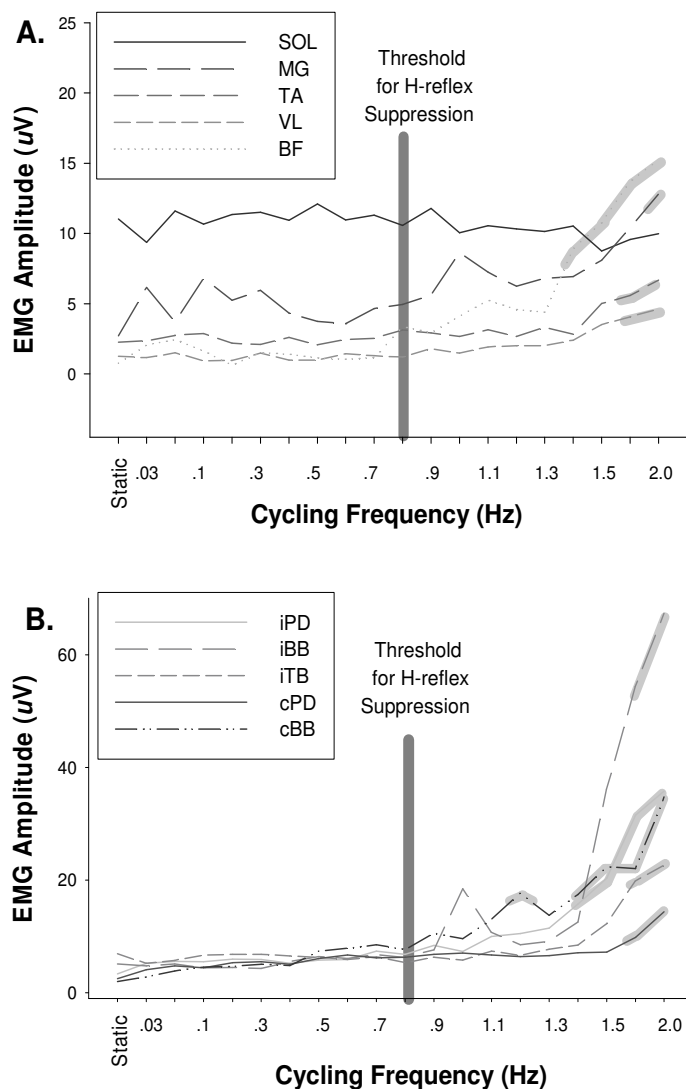 A.
25
20
15
10
5
0
EMG Amplitude (uV)
SOL
MG
TA
VL
BF
Threshold
for H-reflex
Suppression
Static .03 .1 .3 .5 .7 .9 1.1 1.3 1.5 2.0
Cycling Frequency (Hz)
B.
60
40
20
0
EMG Amplitude (uV)
iPD
iBB
iTB
cPD
cBB
Threshold
for H-reflex
Suppression
Static .03 .1 .3 .5 .7 .9 1.1 1.3 1.5 2.0
Cycling Frequency (Hz)